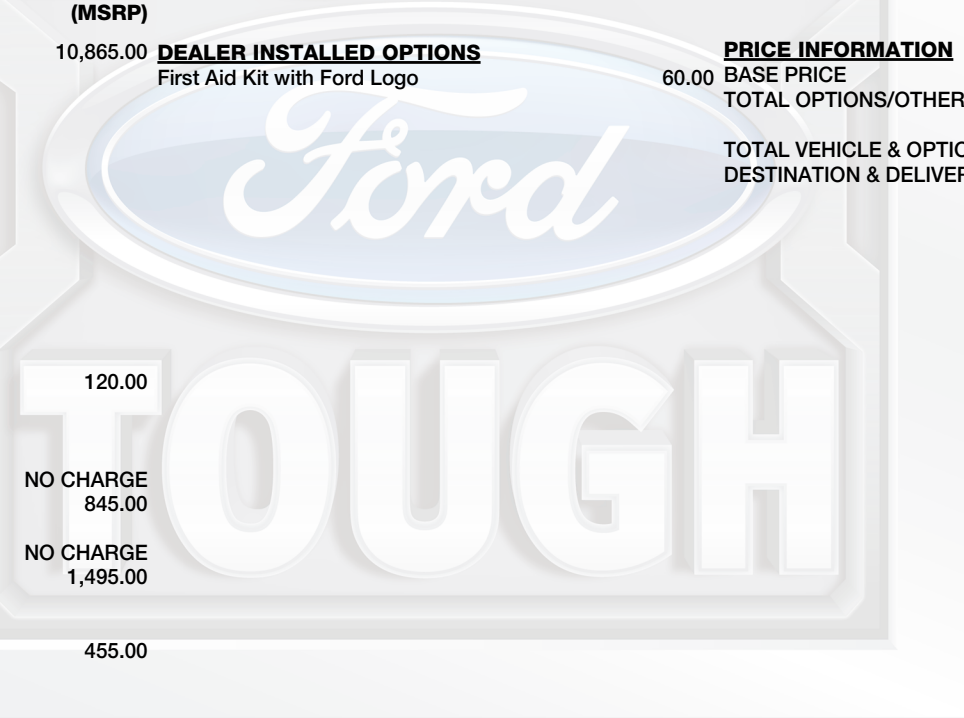 (MSRP)
10,865.00
120.00
NO CHARGE
845.00
NO CHARGE
1,495.00
455.00
DEALER INSTALLED OPTIONS
First Aid Kit with Ford Logo 60.00
PRICE INFORMATION
BASE PRICE
TOTAL OPTIONS/OTHER
TOTAL VEHICLE & OPTIO
DESTINATION & DELIVER
Ford
TOUGH